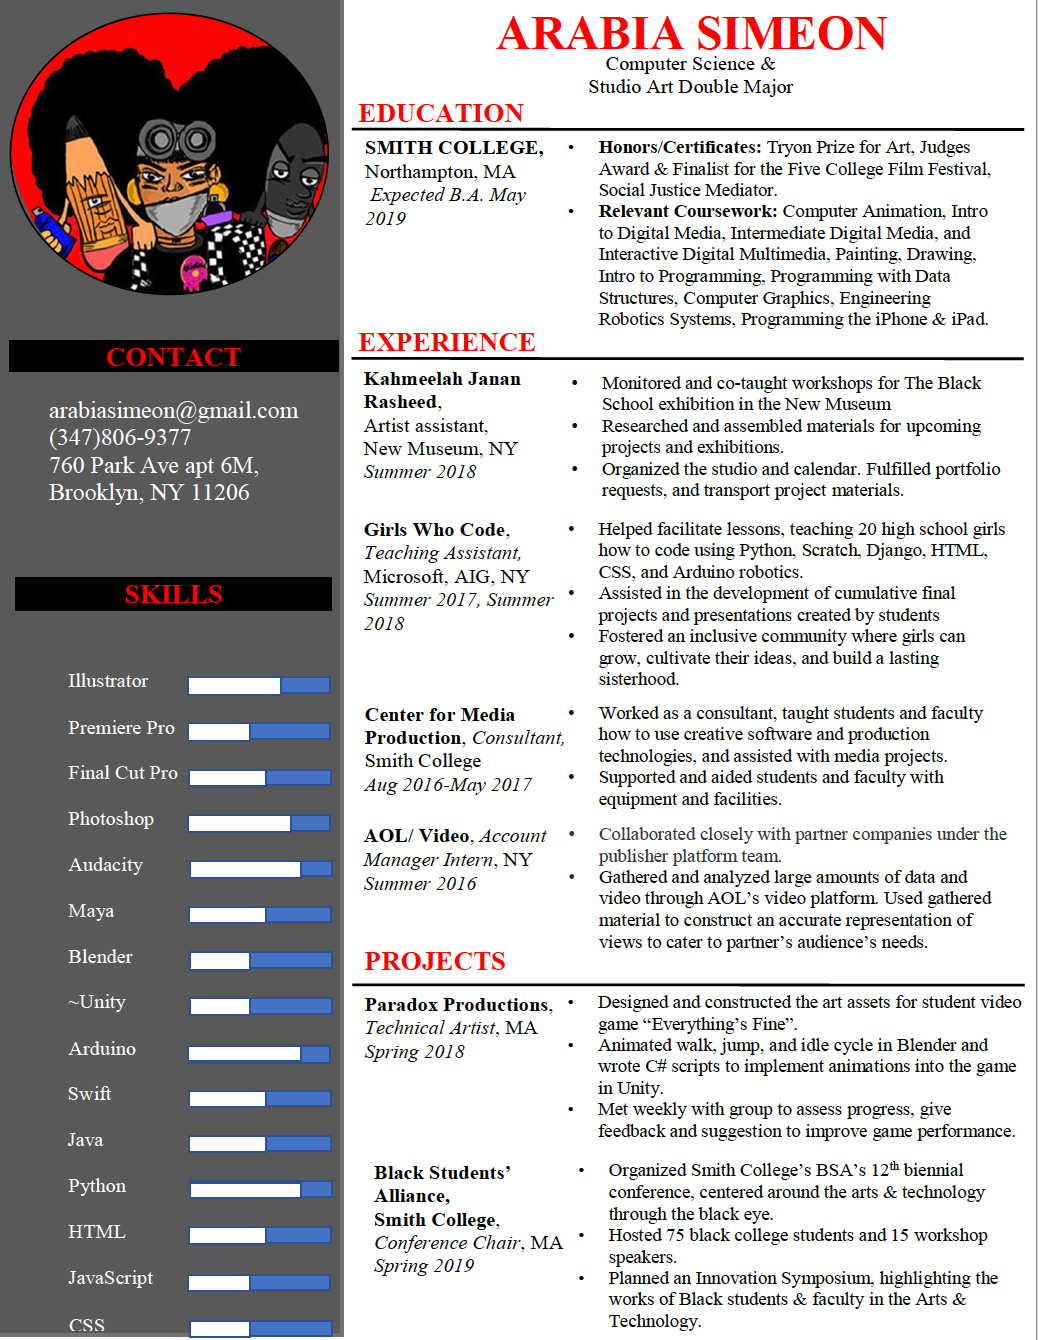 ARABIA SIMEON
Computer Science &
Studio Art Double Major
CONTACT
arabiasimeon@gmail.com
(347)806-9377
760 Park Ave apt 6M,
Brooklyn, NY 11206
SKILLS
Illustrator
Premiere Pro
Final Cut Pro
Photoshop
Audacity
Maya
Blender
~Unity
Arduino
Swift
Java
Python
HTML
JavaScript
CSS
EDUCATION
SMITH COLLEGE,
Northampton, MA
Expected B.A. May
2019
• Honors/Certificates: Tryon Prize for Art, Judges
Award & Finalist for the Five College Film Festival,
Social Justice Mediator.
• Relevant Coursework: Computer Animation, Intro
to Digital Media, Intermediate Digital Media, and
Interactive Digital Multimedia, Painting, Drawing,
Intro to Programming, Programming with Data
Structures, Computer Graphics, Engineering
Robotics Systems, Programming the iPhone & iPad.
EXPERIENCE
Kahmeelah Janan
Rasheed,
Artist assistant,
New Museum, NY
Summer 2018
• Monitored and co-taught workshops for The Black
School exhibition in the New Museum
• Researched and assembled materials for upcoming
projects and exhibitions.
• Organized the studio and calendar. Fulfilled portfolio
requests, and transport project materials.
Girls Who Code,
Teaching Assistant,
Microsoft, AIG, NY
Summer 2017, Summer
2018
• Helped facilitate lessons, teaching 20 high school girls
how to code using Python, Scratch, Django, HTML,
CSS, and Arduino robotics.
• Assisted in the development of cumulative final
projects and presentations created by students
• Fostered an inclusive community where girls can
grow, cultivate their ideas, and build a lasting
sisterhood.
Center for Media
Production, Consultant,
Smith College
Aug 2016-May 2017
• Worked as a consultant, taught students and faculty
how to use creative software and production
technologies, and assisted with media projects.
• Supported and aided students and faculty with
equipment and facilities.
AOL/ Video, Account
Manager Intern, NY
Summer 2016
• Collaborated closely with partner companies under the
publisher platform team.
• Gathered and analyzed large amounts of data and
video through AOL’s video platform. Used gathered
material to construct an accurate representation of
views to cater to partner’s audience’s needs.
PROJECTS
Paradox Productions,
Technical Artist, MA
Spring 2018
• Designed and constructed the art assets for student video
game “Everything’s Fine”.
• Animated walk, jump, and idle cycle in Blender and
wrote C# scripts to implement animations into the game
in Unity.
• Met weekly with group to assess progress, give
feedback and suggestion to improve game performance.
Black Students’
Alliance,
Smith College,
Conference Chair, MA
Spring 2019
• Organized Smith College’s BSA’s 12th biennial
conference, centered around the arts & technology
through the black eye.
• Hosted 75 black college students and 15 workshop
speakers.
• Planned an Innovation Symposium, highlighting the
works of Black students & faculty in the Arts &
Technology.